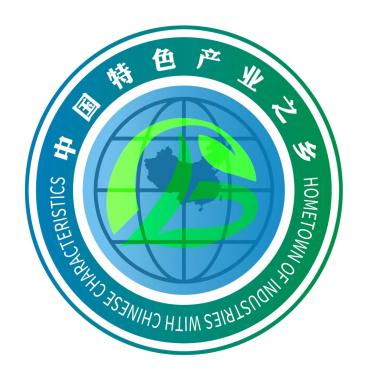 中国特色产业之乡
HOMETOWN OF INDUSTRIES WITH CHINESE CHARACTERISTICS